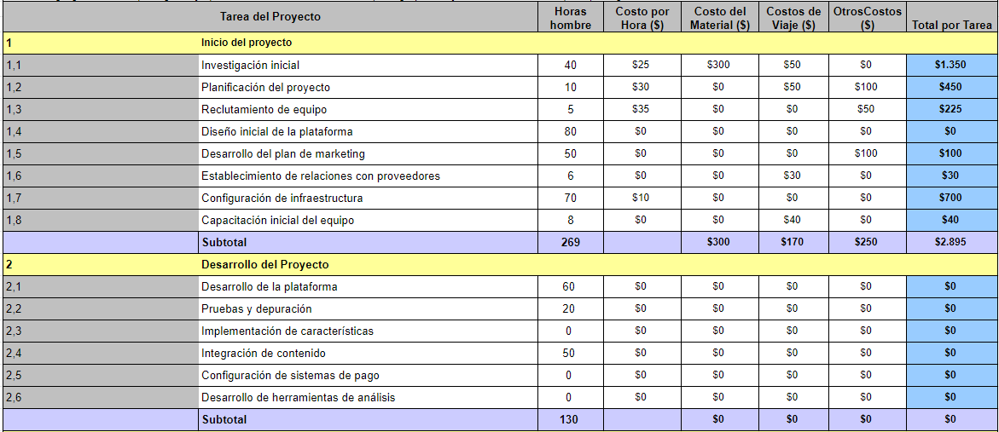 Tarea del Proyecto Horas hombre Costo por Hora ($) Costo del Material ($) Costos de Viaje ($) OtrosCostos ($) Total por Tarea
1 Inicio del proyecto
1,1 Investigación inicial 40 $25 $300 $50 $0 $1.350
1,2 Planificación del proyecto 10 $30 $0 $50 $100 $450
1,3 Reclutamiento de equipo 5 $35 $0 $0 $50 $225
1,4 Diseño inicial de la plataforma 80 $0 $0 $0 $0 $0
1,5 Desarrollo del plan de marketing 50 $0 $0 $0 $100 $100
1,6 Establecimiento de relaciones con proveedores 6 $0 $0 $30 $0 $30
1,7 Configuración de infraestructura 70 $10 $0 $0 $0 $700
1,8 Capacitación inicial del equipo 8 $0 $0 $40 $0 $40
Subtotal 269 $300 $170 $250 $2.895
2 Desarrollo del Proyecto
2,1 Desarrollo de la plataforma 60 $0 $0 $0 $0 $0
2,2 Pruebas y depuración 20 $0 $0 $0 $0 $0
2,3 Implementación de características 0 $0 $0 $0 $0 $0
2,4 Integración de contenido 50 $0 $0 $0 $0 $0
2,5 Configuración de sistemas de pago 0 $0 $0 $0 $0 $0
2,6 Desarrollo de herramientas de análisis 0 $0 $0 $0 $0 $0
Subtotal 130 $0 $0 $0 $0